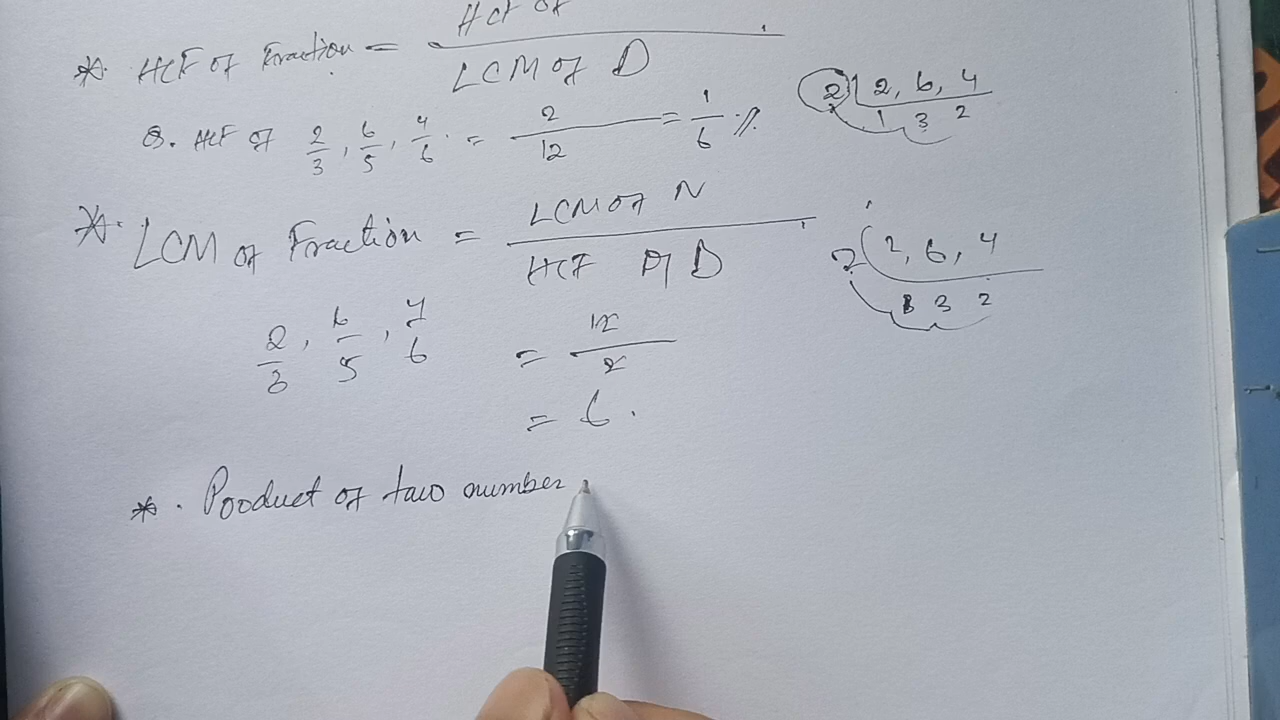 HCF of
* HCF of Fraction = LCM of D
Q. HCF of 2/3, 6/5, 4/6 = 2/12 = 1/6
2 2, 6, 4
1 3 2
* LCM of Fraction = LCM of N / HCF of D
2 2, 6, 4
1 3 2
2/3, 6/5, 4/6 = 12/2
= 6.
* . Product of two number